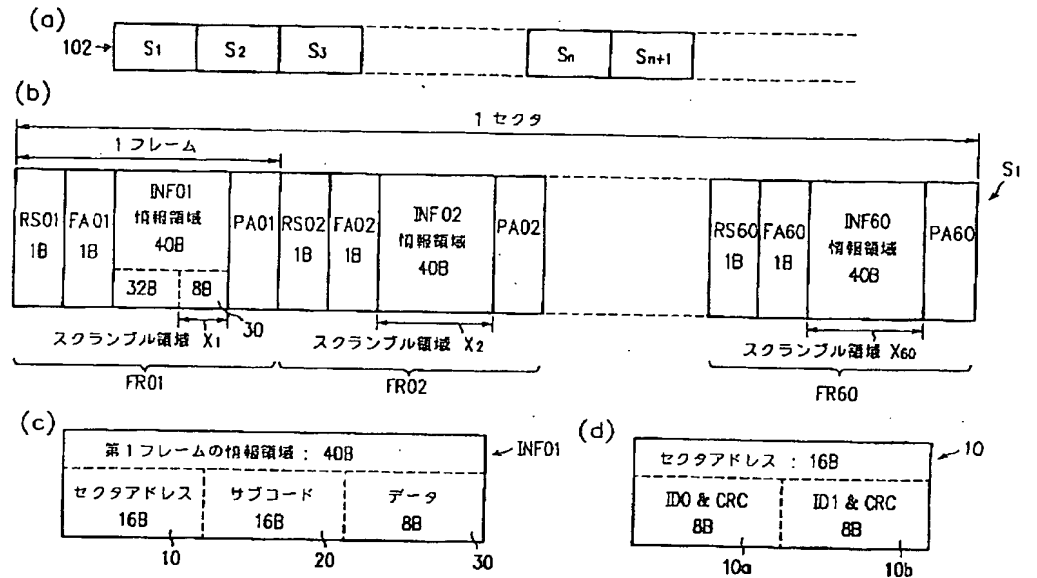 (a)
102
S1 S2 S3 Sn Sn+1
(b)
1 セクタ
1 フレーム
S1
RS01 1B
FA01 1B
INF01
情報領域
40B
32B 8B
PA01
RS02 1B
FA02 1B
INF02
情報領域
40B
PA02
RS60 1B
FA60 1B
INF60
情報領域
40B
PA60
30
スクランブル領域 X1
スクランブル領域 X2
スクランブル領域 X60
FR01
FR02
FR60
(c)
第1フレームの情報領域 : 40B
INF01
セクタアドレス
16B
サブコード
16B
データ
8B
10
20
30
(d)
セクタアドレス : 16B
10
ID0 & CRC
8B
ID1 & CRC
8B
10a
10b